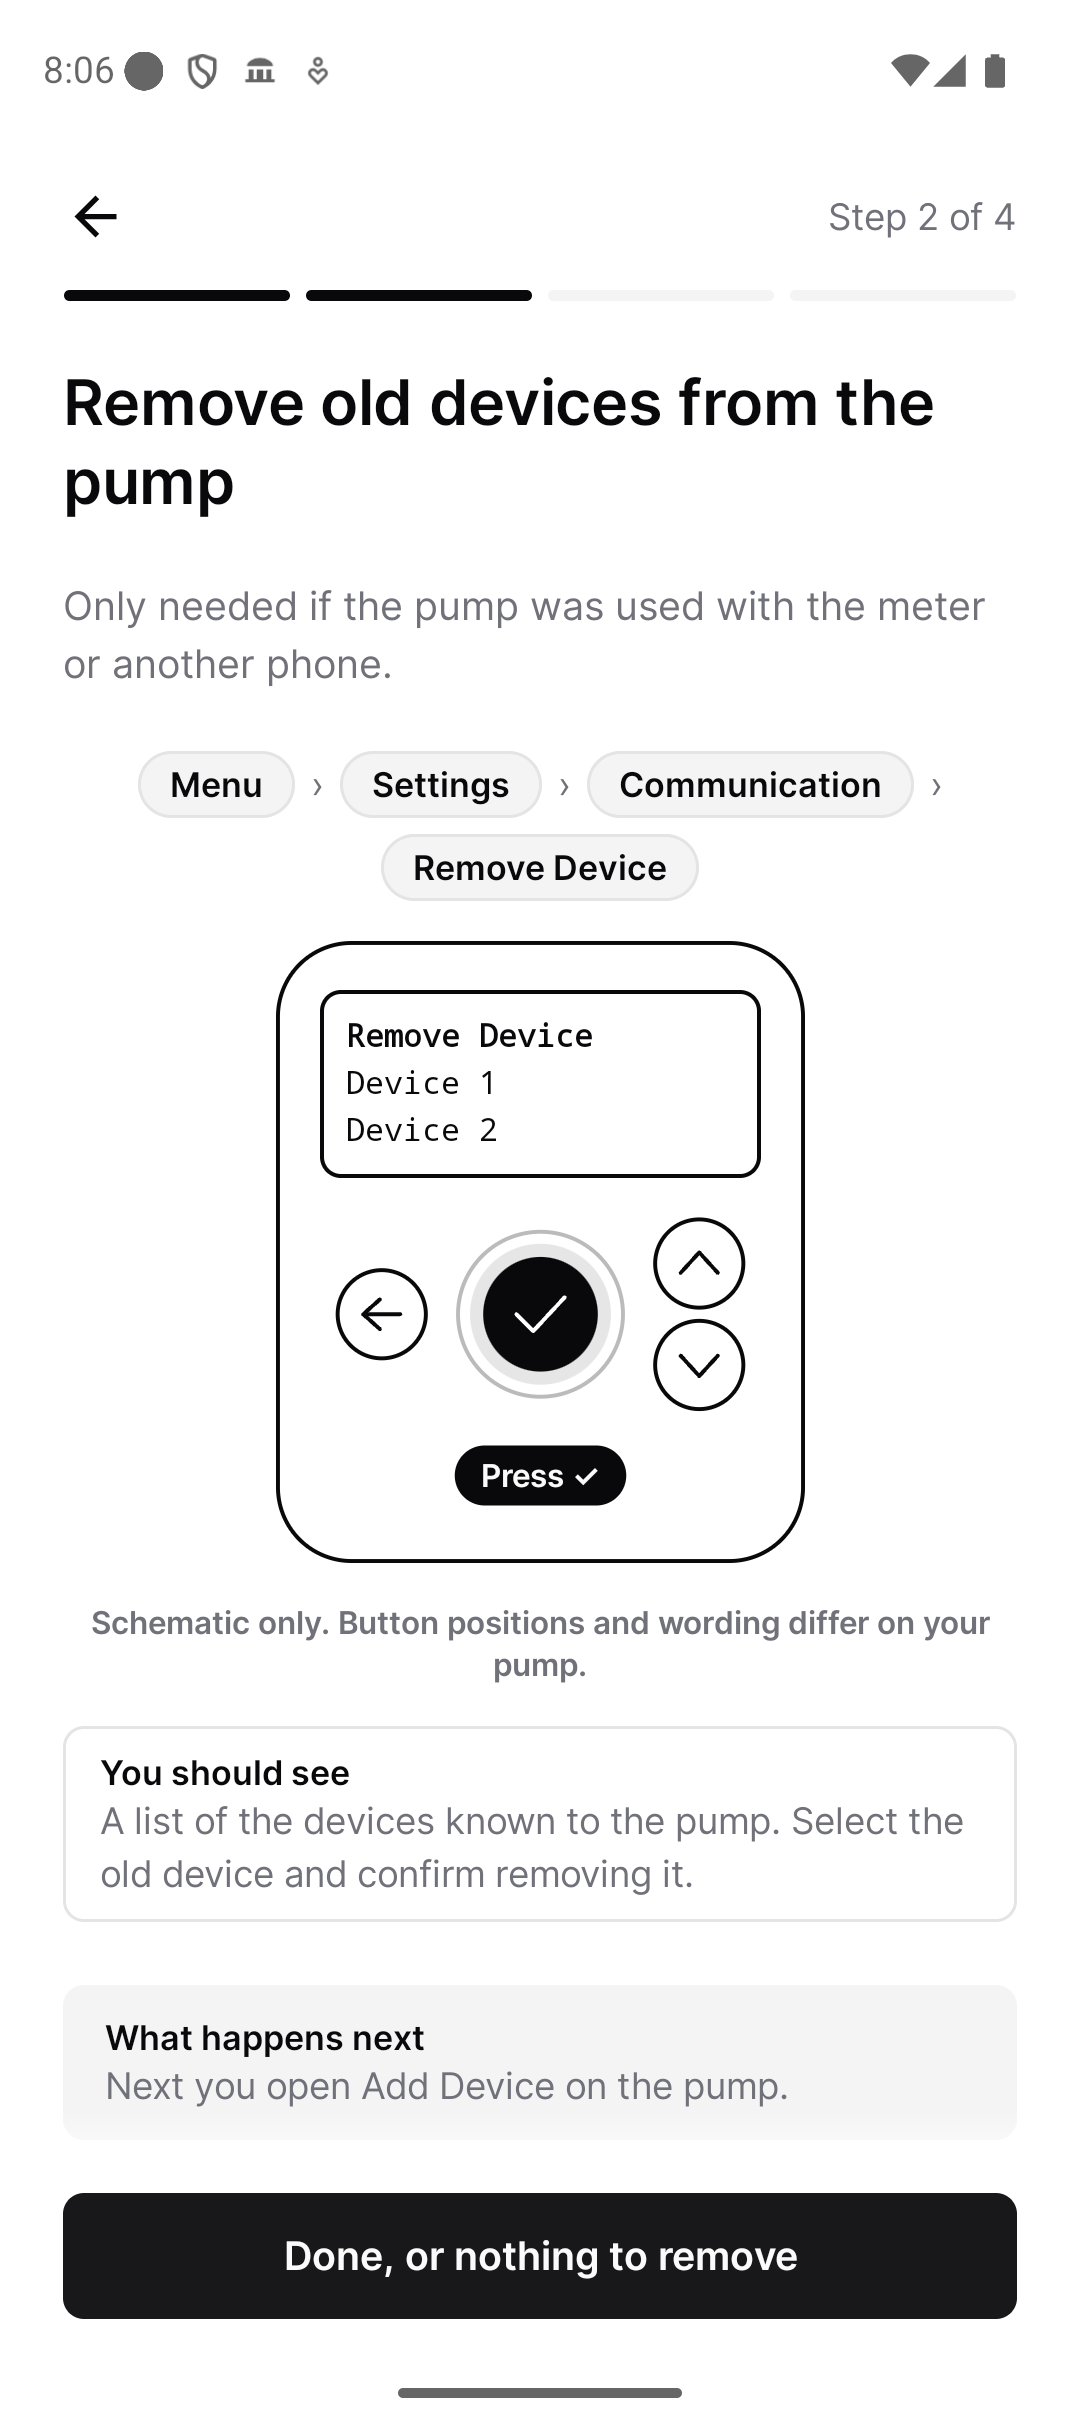 8:06
Step 2 of 4
Remove old devices from the
pump
Only needed if the pump was used with the meter
or another phone.
Menu › Settings › Communication ›
Remove Device
Remove Device
Device 1
Device 2
Press ✓
Schematic only. Button positions and wording differ on your
pump.
You should see
A list of the devices known to the pump. Select the
old device and confirm removing it.
What happens next
Next you open Add Device on the pump.
Done, or nothing to remove